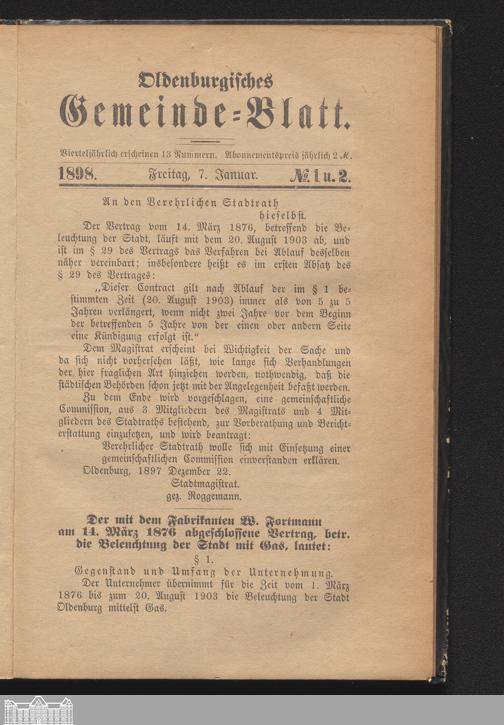 Oldenburgisches
Gemeinde=Blatt.
Vierteljährlich erscheinen 13 Nummern. Abonnementspreis jährlich 2 ℳ.
1898. Freitag, 7. Januar. № 1 u. 2.
An den Verehrlichen Stadtrath
hieselbst.
Der Vertrag vom 14. März 1876, betreffend die Be-
leuchtung der Stadt, läuft mit dem 20. August 1903 ab, und
ist im § 29 des Vertrags das Verfahren bei Ablauf desselben
näher vereinbart; insbesondere heißt es im ersten Absatz des
§ 29 des Vertrages:
„Dieser Contract gilt nach Ablauf der im § 1 be-
stimmten Zeit (20. August 1903) immer als von 5 zu 5
Jahren verlängert, wenn nicht zwei Jahre vor dem Beginn
der betreffenden 5 Jahre von der einen oder andern Seite
eine Kündigung erfolgt ist.“
Dem Magistrat erscheint bei Wichtigkeit der Sache und
da sich nicht vorhersehen läßt, wie lange sich Verhandlungen
der hier fraglichen Art hinziehen werden, nothwendig, daß die
städtischen Behörden schon jetzt mit der Angelegenheit befaßt werden.
Zu dem Ende wird vorgeschlagen, eine gemeinschaftliche
Commission, aus 3 Mitgliedern des Magistrats und 4 Mit-
gliedern des Stadtraths bestehend, zur Vorberathung und Bericht-
erstattung einzusetzen, und wird beantragt:
Verehrlicher Stadtrath wolle sich mit Einsetzung einer
gemeinschaftlichen Commission einverstanden erklären.
Oldenburg, 1897 Dezember 22.
Stadtmagistrat.
gez. Roggemann.
Der mit dem Fabrikanten W. Fortmann
am 14. März 1876 abgeschlossene Vertrag, betr.
die Beleuchtung der Stadt mit Gas, lautet:
§ 1.
Gegenstand und Umfang der Unternehmung.
Der Unternehmer übernimmt für die Zeit vom 1. März
1876 bis zum 20. August 1903 die Beleuchtung der Stadt
Oldenburg mittelst Gas.